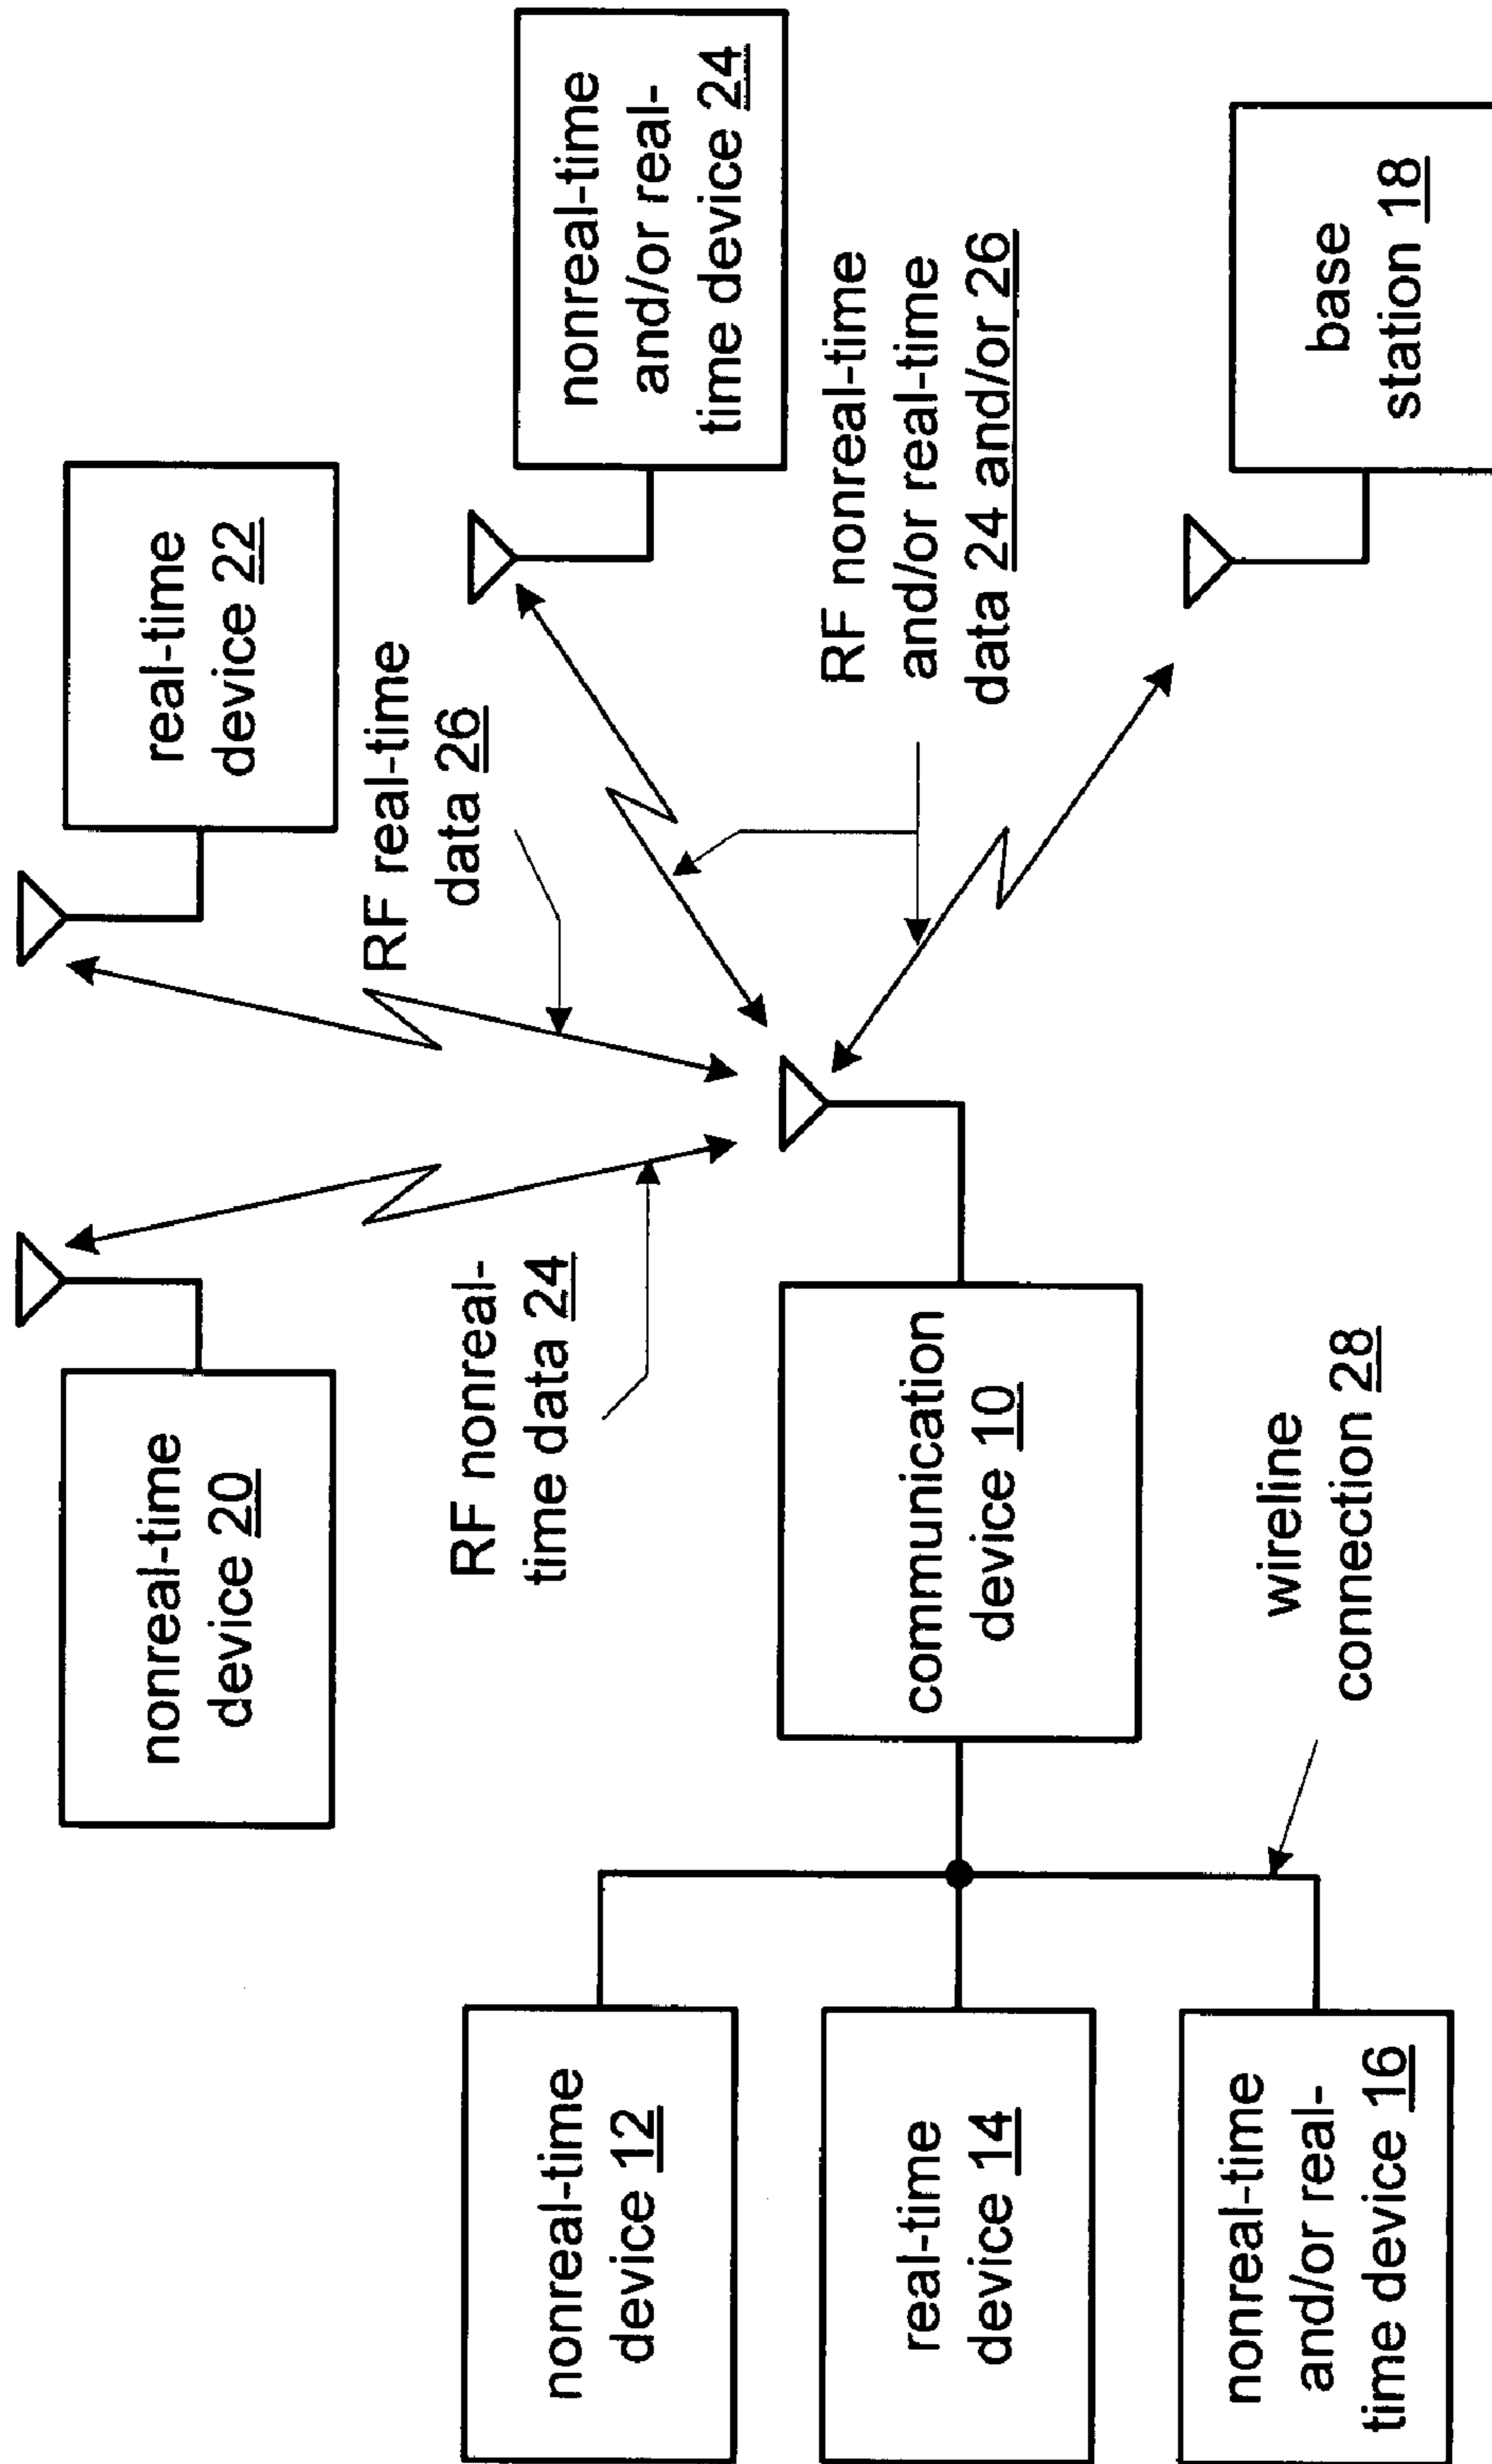 nonreal-time
device 20
real-time
device 22
RF nonreal-
time data 24
RF real-time
data 26
nonreal-time
and/or real-
time device 24
nonreal-time
device 12
real-time
device 14
nonreal-time
and/or real-
time device 16
communication
device 10
RF nonreal-time
and/or real-time
data 24 and/or 26
wireline
connection 28
base
station 18